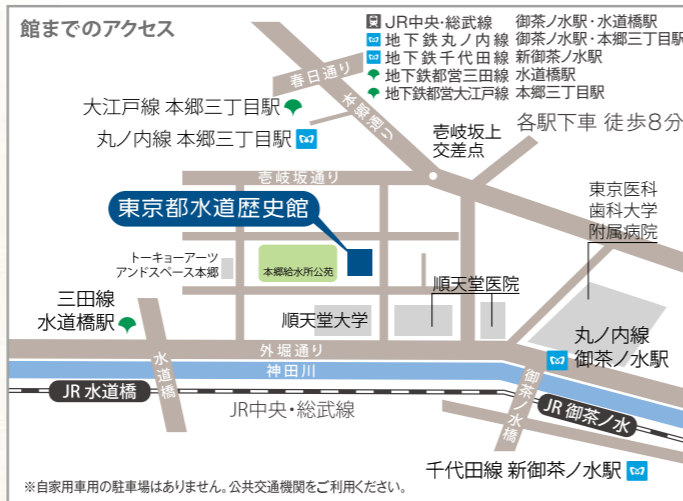 館までのアクセス
JR中央・総武線 御茶ノ水駅・水道橋駅
地下鉄丸ノ内線 御茶ノ水駅・本郷三丁目駅
地下鉄千代田線 新御茶ノ水駅
地下鉄都営三田線 水道橋駅
地下鉄都営大江戸線 本郷三丁目駅
各駅下車 徒歩8分
春日通り
本郷通り
大江戸線 本郷三丁目駅
丸ノ内線 本郷三丁目駅
壱岐坂上
交差点
壱岐坂通り
東京都水道歴史館
東京医科
歯科大学
附属病院
トーキョーアーツ
アンドスペース本郷
本郷給水所公苑
順天堂医院
三田線
水道橋駅
順天堂大学
丸ノ内線
御茶ノ水駅
外堀通り
神田川
水道橋
御茶ノ水橋
JR 水道橋
JR中央・総武線
JR 御茶ノ水
千代田線 新御茶ノ水駅
※自家用車用の駐車場はありません。公共交通機関をご利用ください。